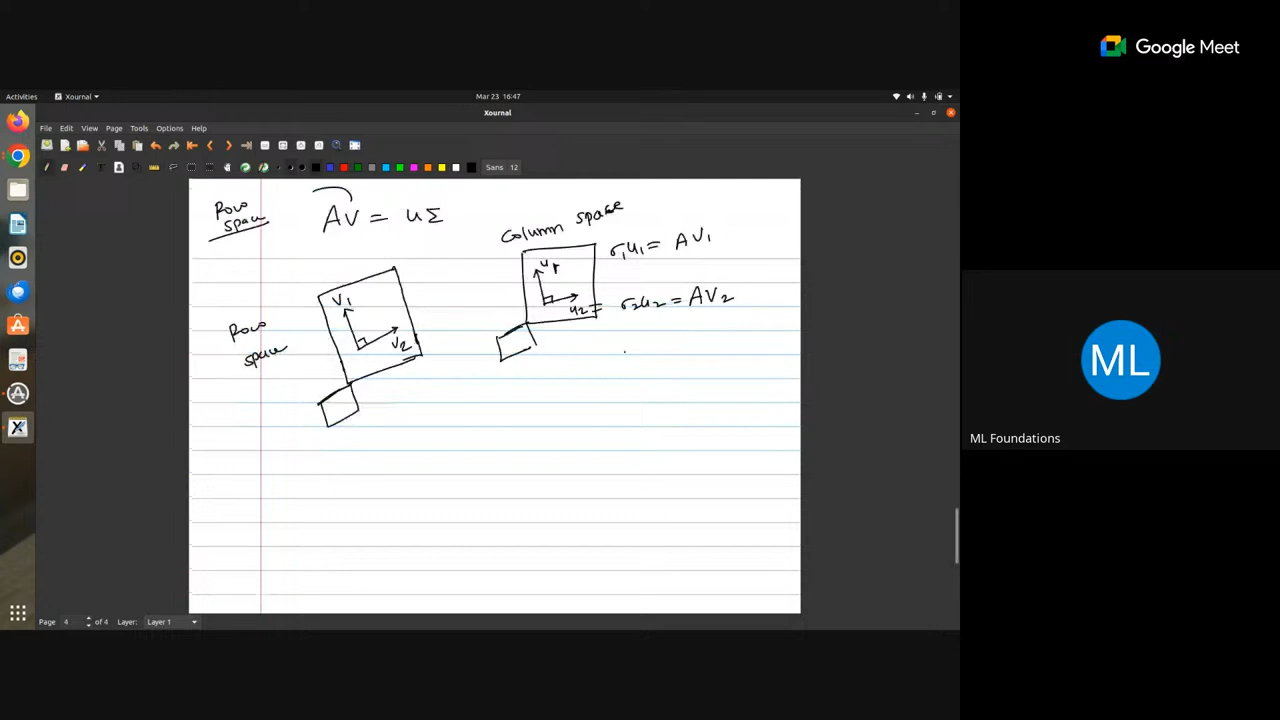 Google Meet
Activities
Xournal
Mar 23 16:47
Xournal
File Edit View Page Tools Options Help
Sans 12
Row
space
AV = UΣ
Column space
σ₁u₁ = AV₁
u₁
u₂ = σ₂u₂ = AV₂
V₁
V₂
Row
space
ML
ML Foundations
Page 4 of 4 Layer: Layer 1